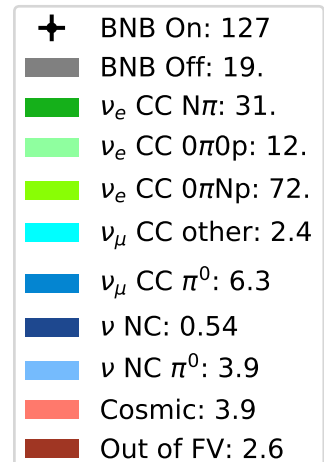 BNB On: 127
BNB Off: 19.
νₑ CC Nπ: 31.
νₑ CC 0π0p: 12.
νₑ CC 0πNp: 72.
ν_μ CC other: 2.4
ν_μ CC π⁰: 6.3
ν NC: 0.54
ν NC π⁰: 3.9
Cosmic: 3.9
Out of FV: 2.6